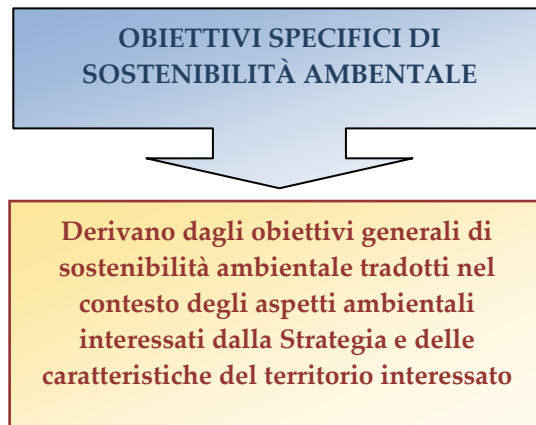 OBIETTIVI SPECIFICI DI
SOSTENIBILITÀ AMBENTALE
Derivano dagli obiettivi generali di
sostenibilità ambientale tradotti nel
contesto degli aspetti ambientali
interessati dalla Strategia e delle
caratteristiche del territorio interessato